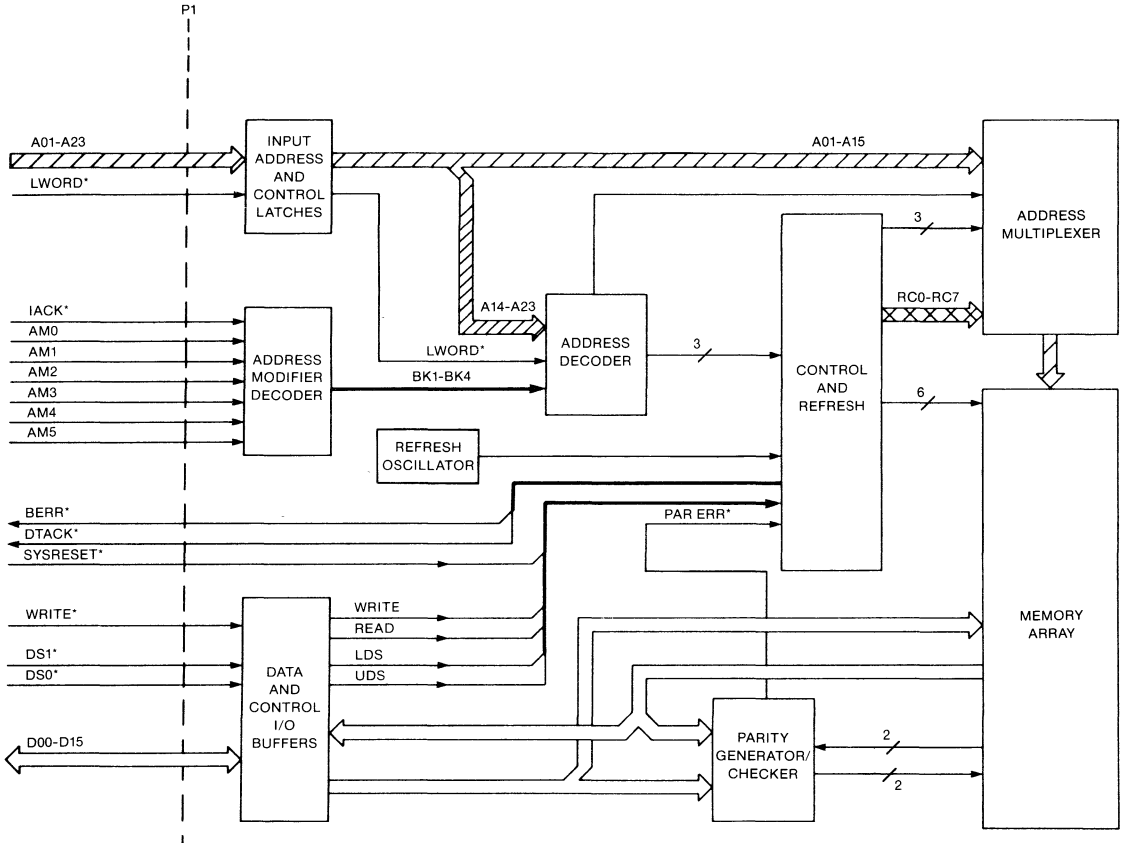 P1
A01-A23
LWORD*
INPUT
ADDRESS
AND
CONTROL
LATCHES
A01-A15
ADDRESS
MULTIPLEXER
3
RC0-RC7
IACK*
AM0
AM1
AM2
AM3
AM4
AM5
ADDRESS
MODIFIER
DECODER
A14-A23
LWORD*
BK1-BK4
ADDRESS
DECODER
3
CONTROL
AND
REFRESH
6
REFRESH
OSCILLATOR
BERR*
DTACK*
SYSRESET*
PAR ERR*
WRITE*
DS1*
DS0*
D00-D15
DATA
AND
CONTROL
I/O
BUFFERS
WRITE
READ
LDS
UDS
PARITY
GENERATOR/
CHECKER
2
2
MEMORY
ARRAY